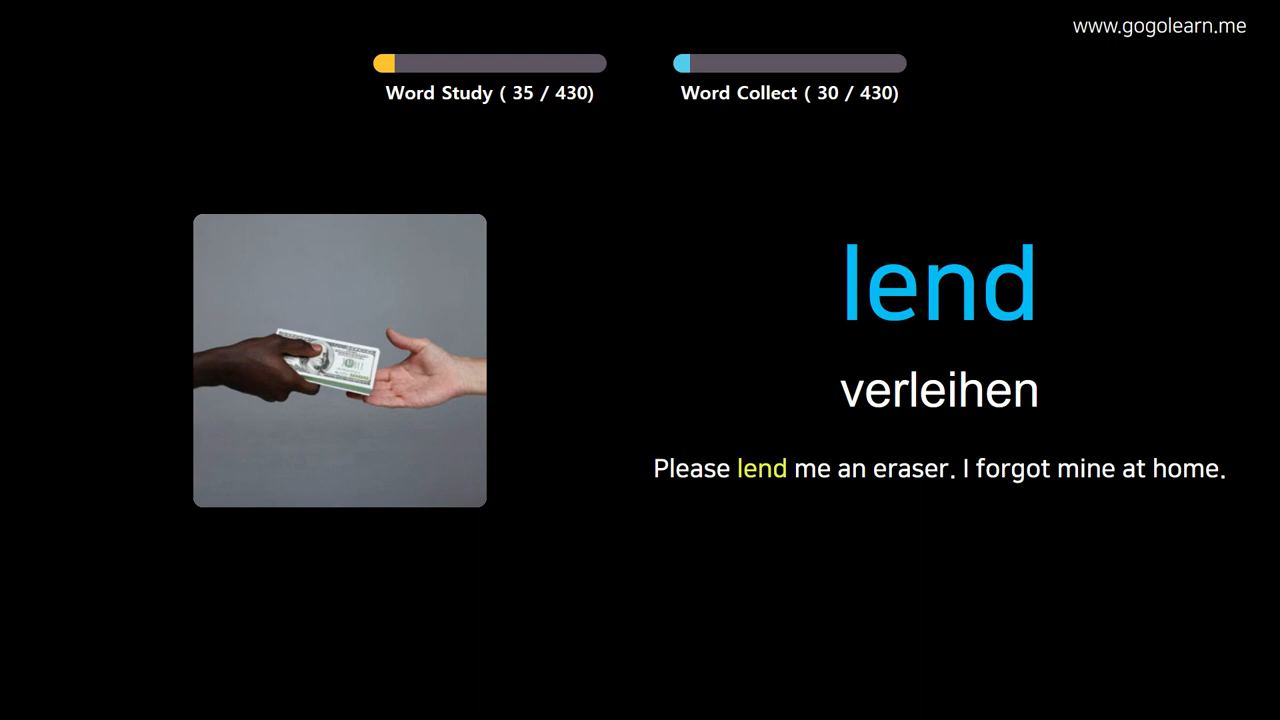 www.gogolearn.me
Word Study ( 35 / 430)
Word Collect ( 30 / 430)
lend
verleihen
Please lend me an eraser. I forgot mine at home.